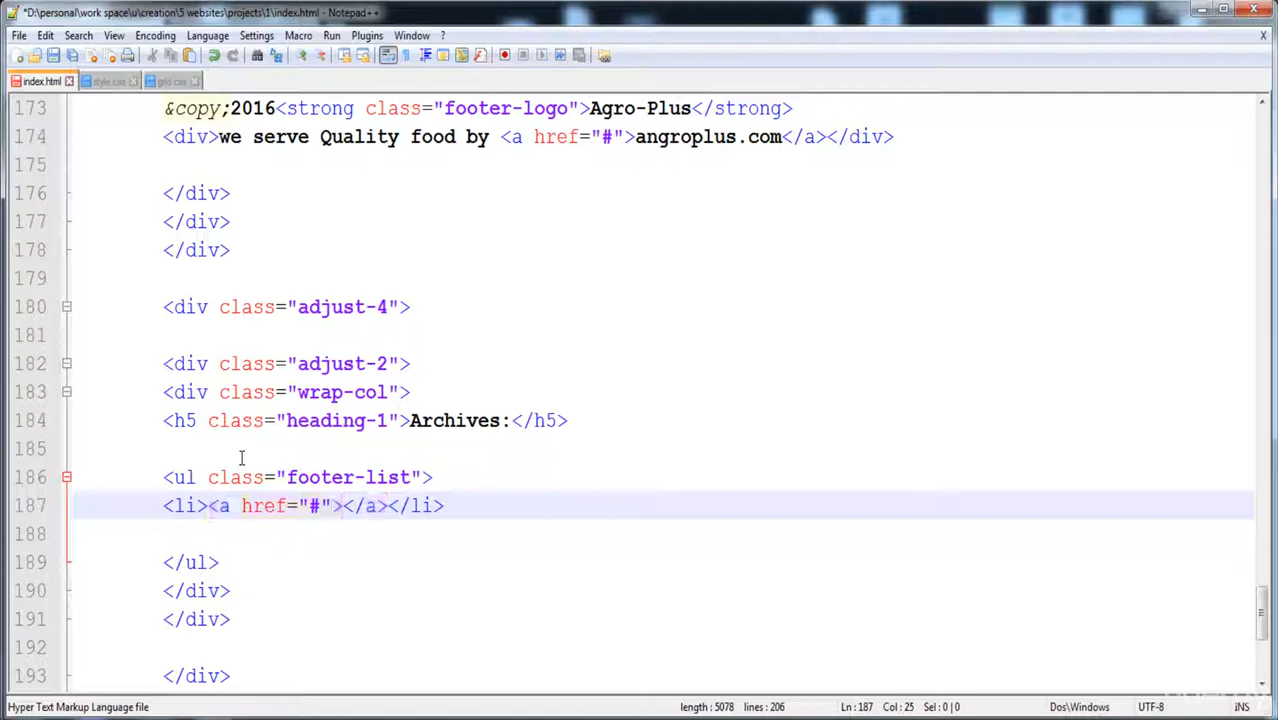 *D:\personal\work space\u\creation\5 websites\projects\1\index.html - Notepad++
File Edit Search View Encoding Language Settings Macro Run Plugins Window ? X
index.html style.css grid.css
173 &copy;2016<strong class="footer-logo">Agro-Plus</strong>
174 <div>we serve Quality food by <a href="#">angroplus.com</a></div>
175
176 </div>
177 </div>
178 </div>
179
180 <div class="adjust-4">
181
182 <div class="adjust-2">
183 <div class="wrap-col">
184 <h5 class="heading-1">Archives:</h5>
185
186 <ul class="footer-list">
187 <li><a href="#"></a></li>
188
189 </ul>
190 </div>
191 </div>
192
193 </div>
Hyper Text Markup Language file length : 5078 lines : 206 Ln : 187 Col : 25 Sel : 0 | 0 Dos\Windows UTF-8 INS